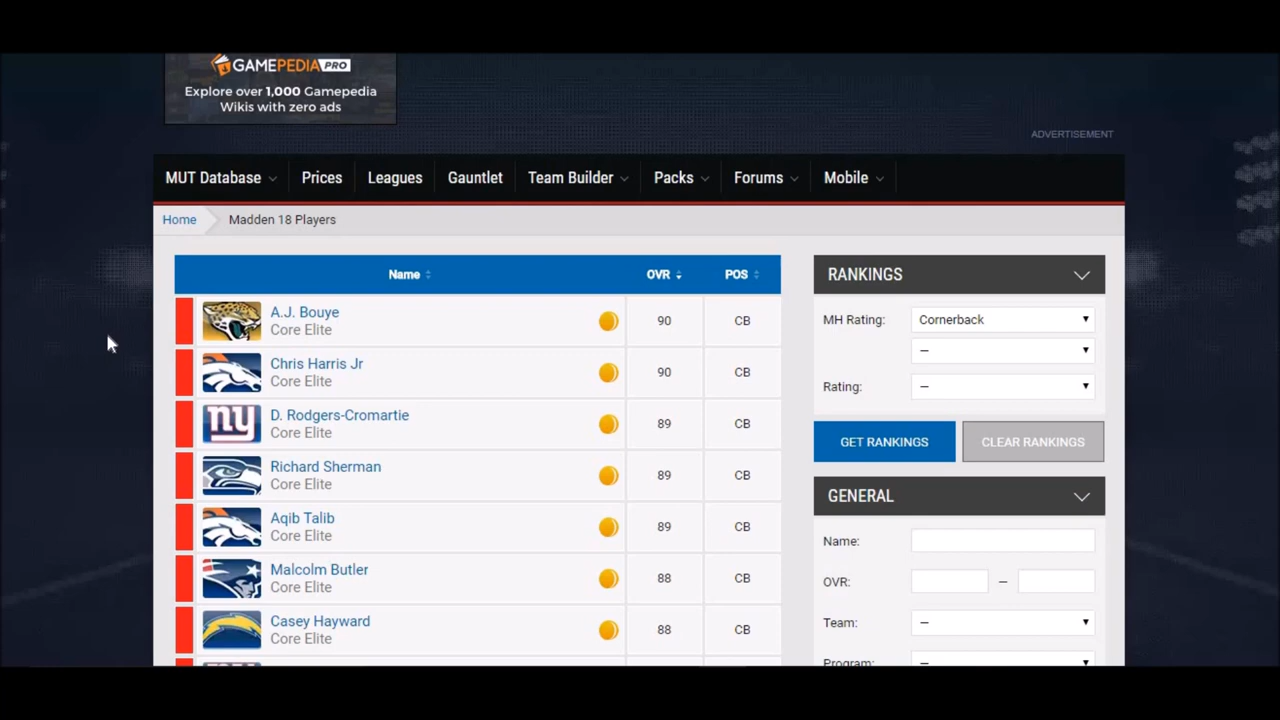 GAMEPEDIA PRO
Explore over 1,000 Gamepedia
Wikis with zero ads
ADVERTISEMENT
MUT Database Prices Leagues Gauntlet Team Builder Packs Forums Mobile
Home Madden 18 Players
Name OVR POS
A.J. Bouye
Core Elite
90 CB
Chris Harris Jr
Core Elite
90 CB
ny
D. Rodgers-Cromartie
Core Elite
89 CB
Richard Sherman
Core Elite
89 CB
Aqib Talib
Core Elite
89 CB
Malcolm Butler
Core Elite
88 CB
Casey Hayward
Core Elite
88 CB
RANKINGS
MH Rating: Cornerback
–
Rating: –
GET RANKINGS CLEAR RANKINGS
GENERAL
Name:
OVR: –
Team: –
Program: –